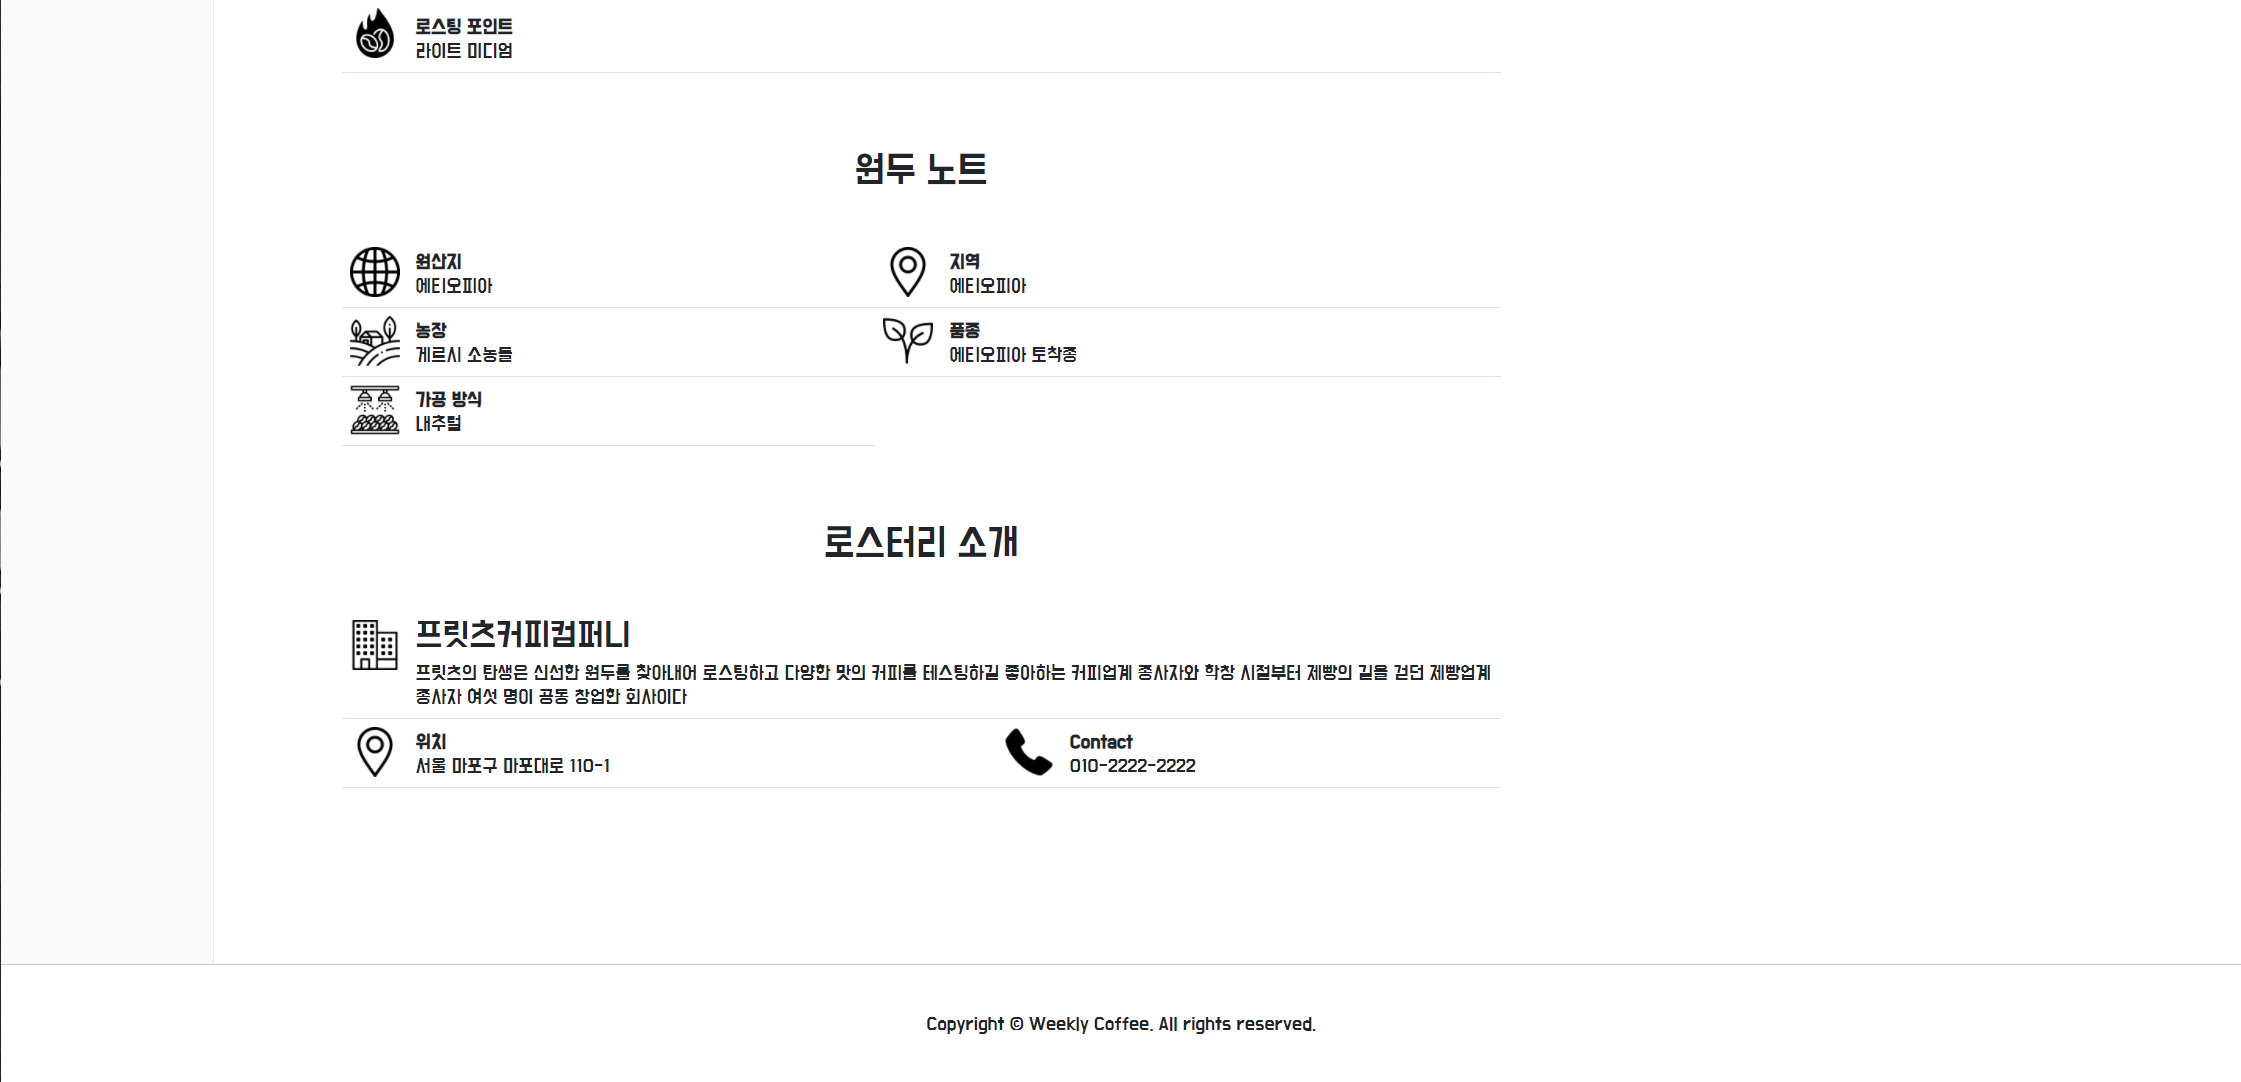 로스팅 포인트
라이트 미디엄
원두 노트
원산지
에티오피아
지역
에티오피아
농장
게르시 소농들
품종
에티오피아 토착종
가공 방식
내추럴
로스터리 소개
프릿츠커피컴퍼니
프릿츠의 탄생은 신선한 원두를 찾아내어 로스팅하고 다양한 맛의 커피를 테스팅하길 좋아하는 커피업계 종사자와 학창 시절부터 제빵의 길을 걷던 제빵업계
종사자 여섯 명이 공동 창업한 회사이다
위치
서울 마포구 마포대로 110-1
Contact
010-2222-2222
Copyright © Weekly Coffee. All rights reserved.